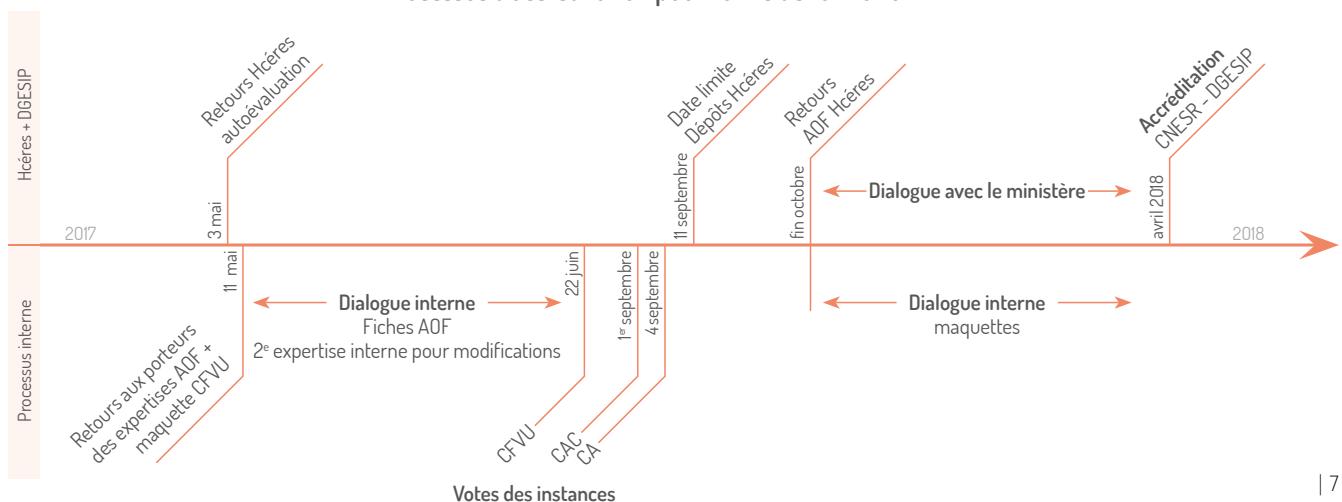 Hcéres + DGESIP
Retours Hcéres
autoévaluation
3 mai
Date limite
Dépôts Hcéres
11 septembre
Retours
AOF Hcéres
fin octobre
Dialogue avec le ministère
Accréditation
CNESR - DGESIP
avril 2018
2017
2018
Processus interne
11 mai
Retours aux porteurs
des expertises AOF +
maquette CFVU
Dialogue interne
Fiches AOF
2e expertise interne pour modifications
22 juin
CFVU
1er septembre
CAC
4 septembre
CA
Dialogue interne
maquettes
Votes des instances
| 7